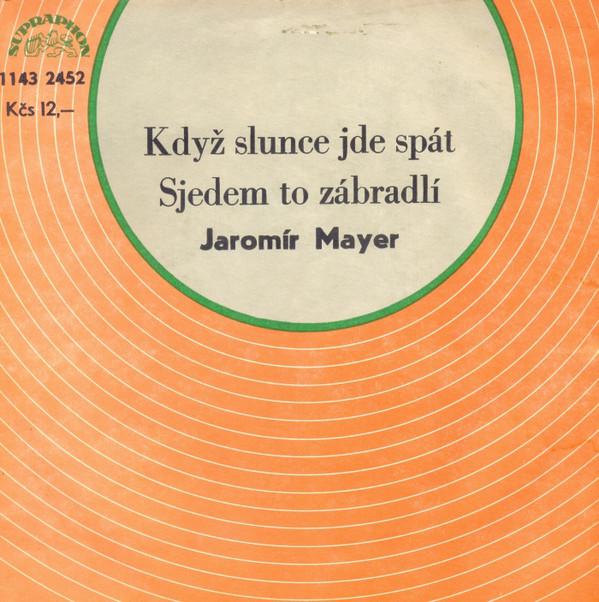 SUPRAPHON
1143 2452
Kčs 12,—
Když slunce jde spát
Sjedem to zábradlí
Jaromír Mayer